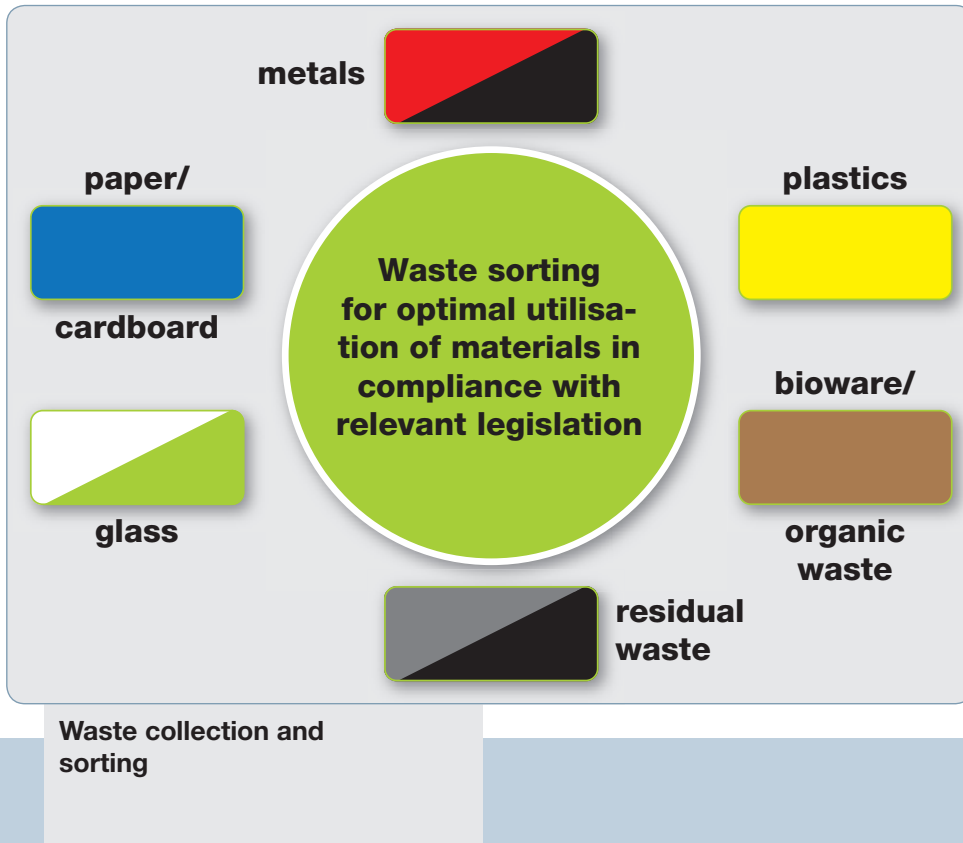 metals
paper/
cardboard
plastics
Waste sorting
for optimal utilisa-
tion of materials in
compliance with
relevant legislation
glass
bioware/
organic
waste
residual
waste
Waste collection and
sorting